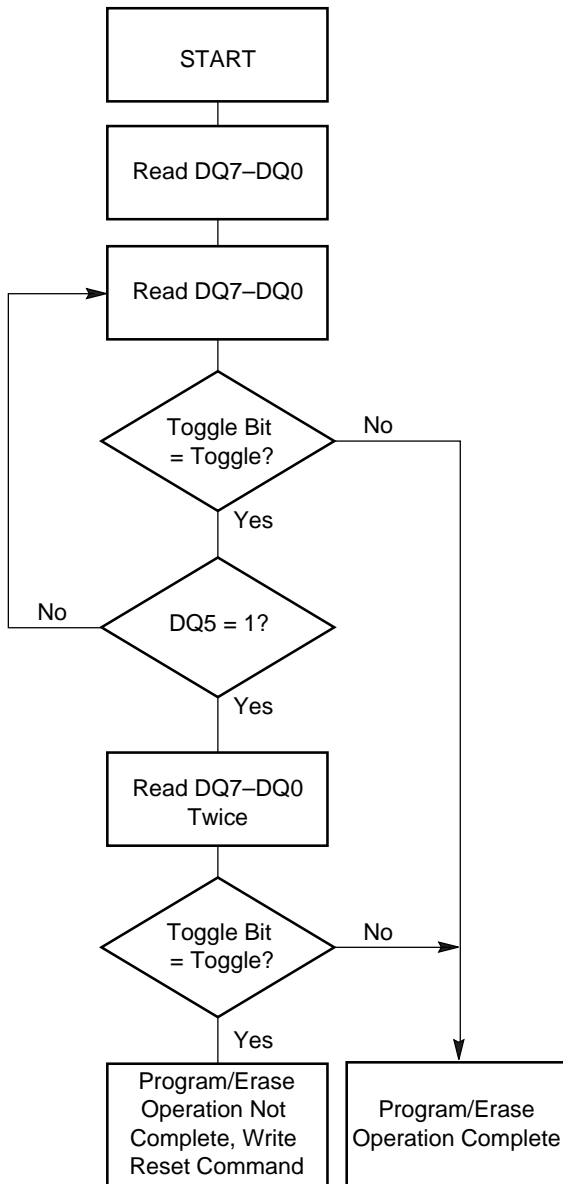 START
Read DQ7–DQ0
Read DQ7–DQ0
Toggle Bit
= Toggle?
No
Yes
No
DQ5 = 1?
Yes
Read DQ7–DQ0
Twice
Toggle Bit
= Toggle?
No
Yes
Program/Erase
Operation Not
Complete, Write
Reset Command
Program/Erase
Operation Complete